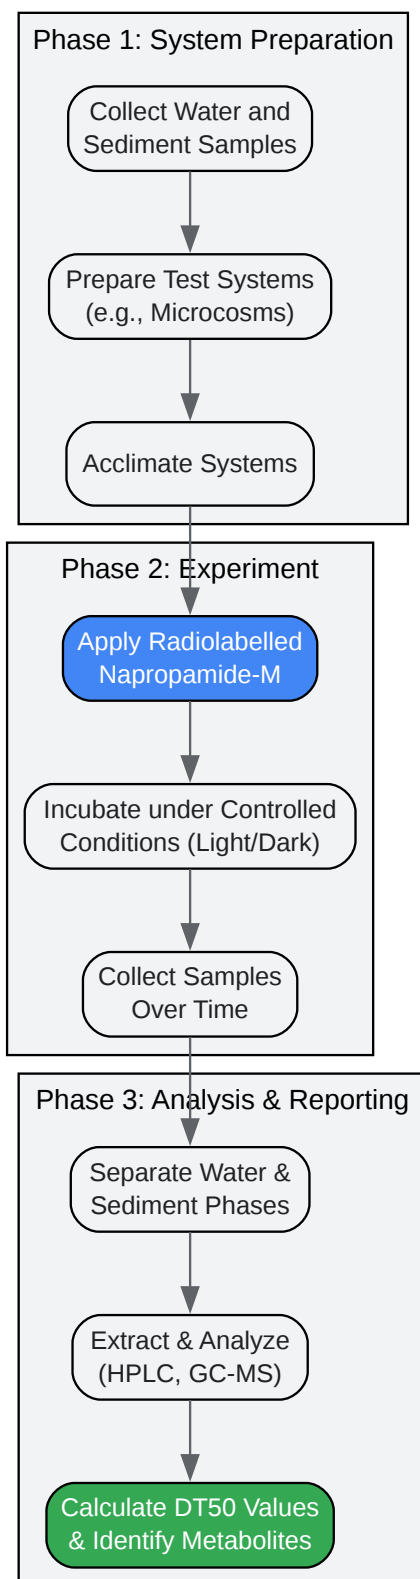 Phase 1: System Preparation
Collect Water and
Sediment Samples
Prepare Test Systems
(e.g., Microcosms)
Acclimate Systems
Phase 2: Experiment
Apply Radiolabelled
Napropamide-M
Incubate under Controlled
Conditions (Light/Dark)
Collect Samples
Over Time
Phase 3: Analysis & Reporting
Separate Water &
Sediment Phases
Extract & Analyze
(HPLC, GC-MS)
Calculate DT50 Values
& Identify Metabolites